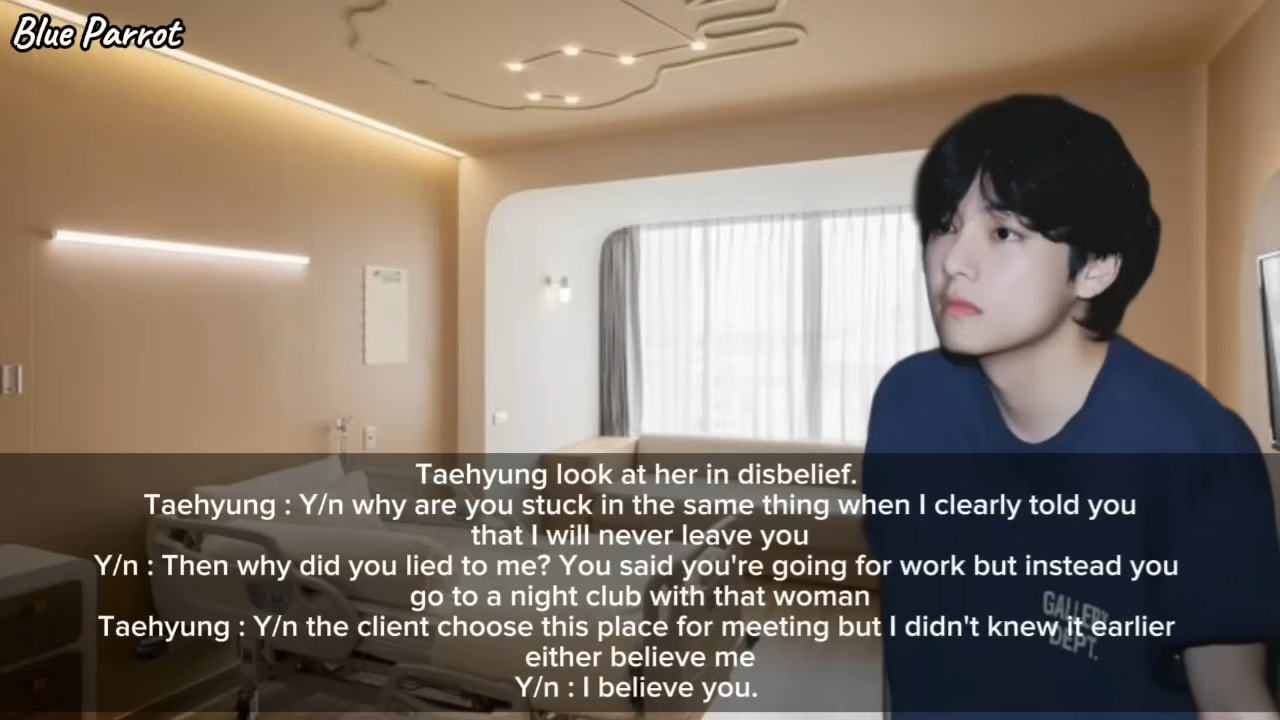 Blue Parrot
Taehyung look at her in disbelief.
Taehyung : Y/n why are you stuck in the same thing when I clearly told you
that I will never leave you
Y/n : Then why did you lied to me? You said you're going for work but instead you
go to a night club with that woman
Taehyung : Y/n the client choose this place for meeting but I didn't knew it earlier
either believe me
Y/n : I believe you.
GALLERY
DEPT.